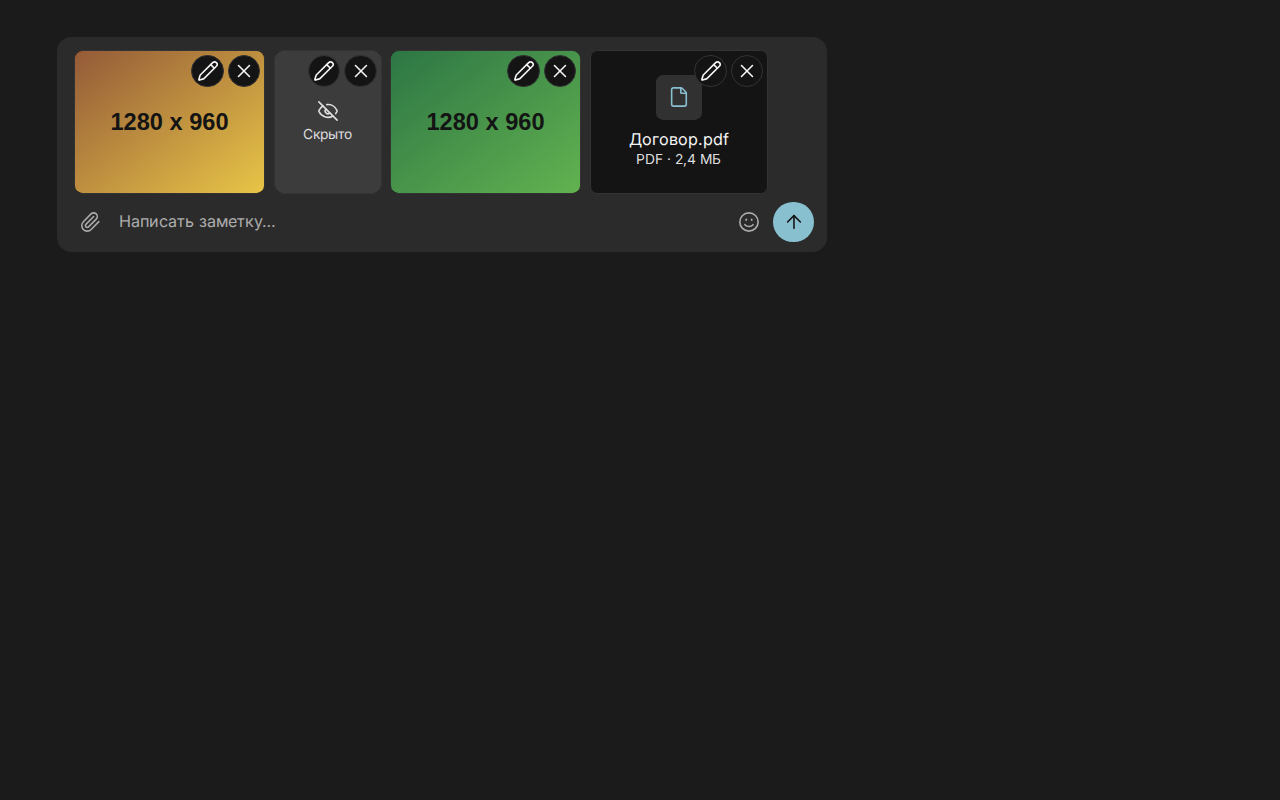 1280 x 960
Скрыто
1280 x 960
Договор.pdf
PDF · 2,4 МБ
Написать заметку...